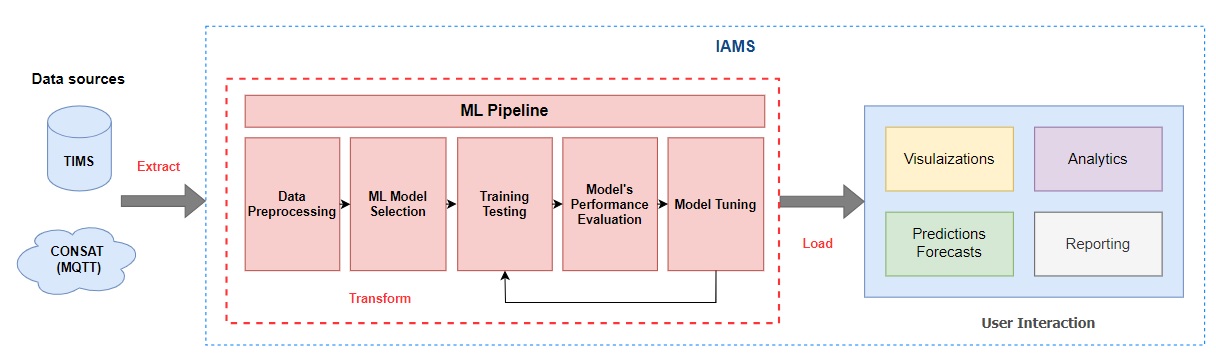 IAMS
Data sources
TIMS
CONSAT
(MQTT)
Extract
ML Pipeline
Data
Preprocessing
ML Model
Selection
Training
Testing
Model's
Performance
Evaluation
Model Tuning
Transform
Load
Visulaizations
Analytics
Predictions
Forecasts
Reporting
User Interaction